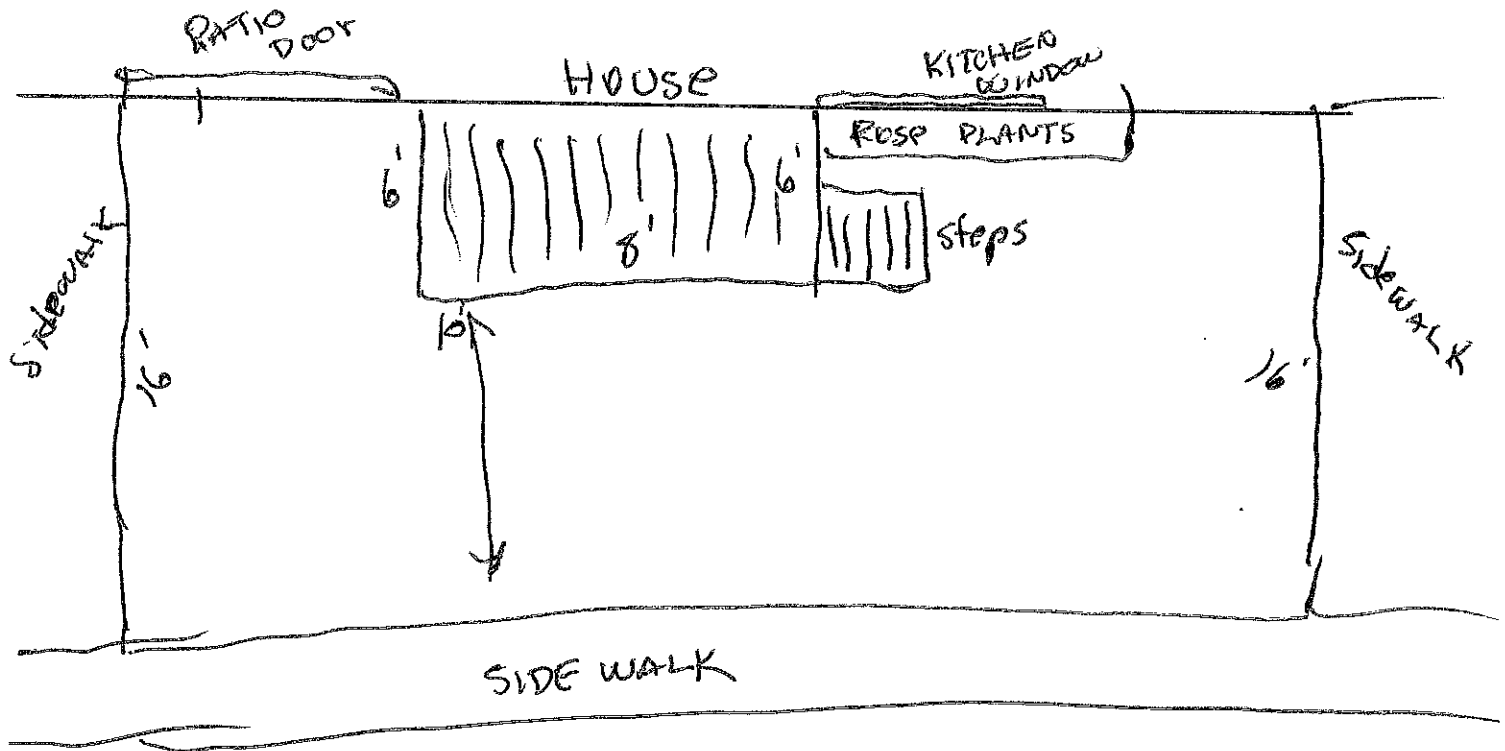 PATIO
DOOR
HOUSE
KITCHEN
WINDOW
ROSE PLANTS
6'
6'
8'
steps
10'
Sidewalk
16'
16'
SideWALK
SIDE WALK